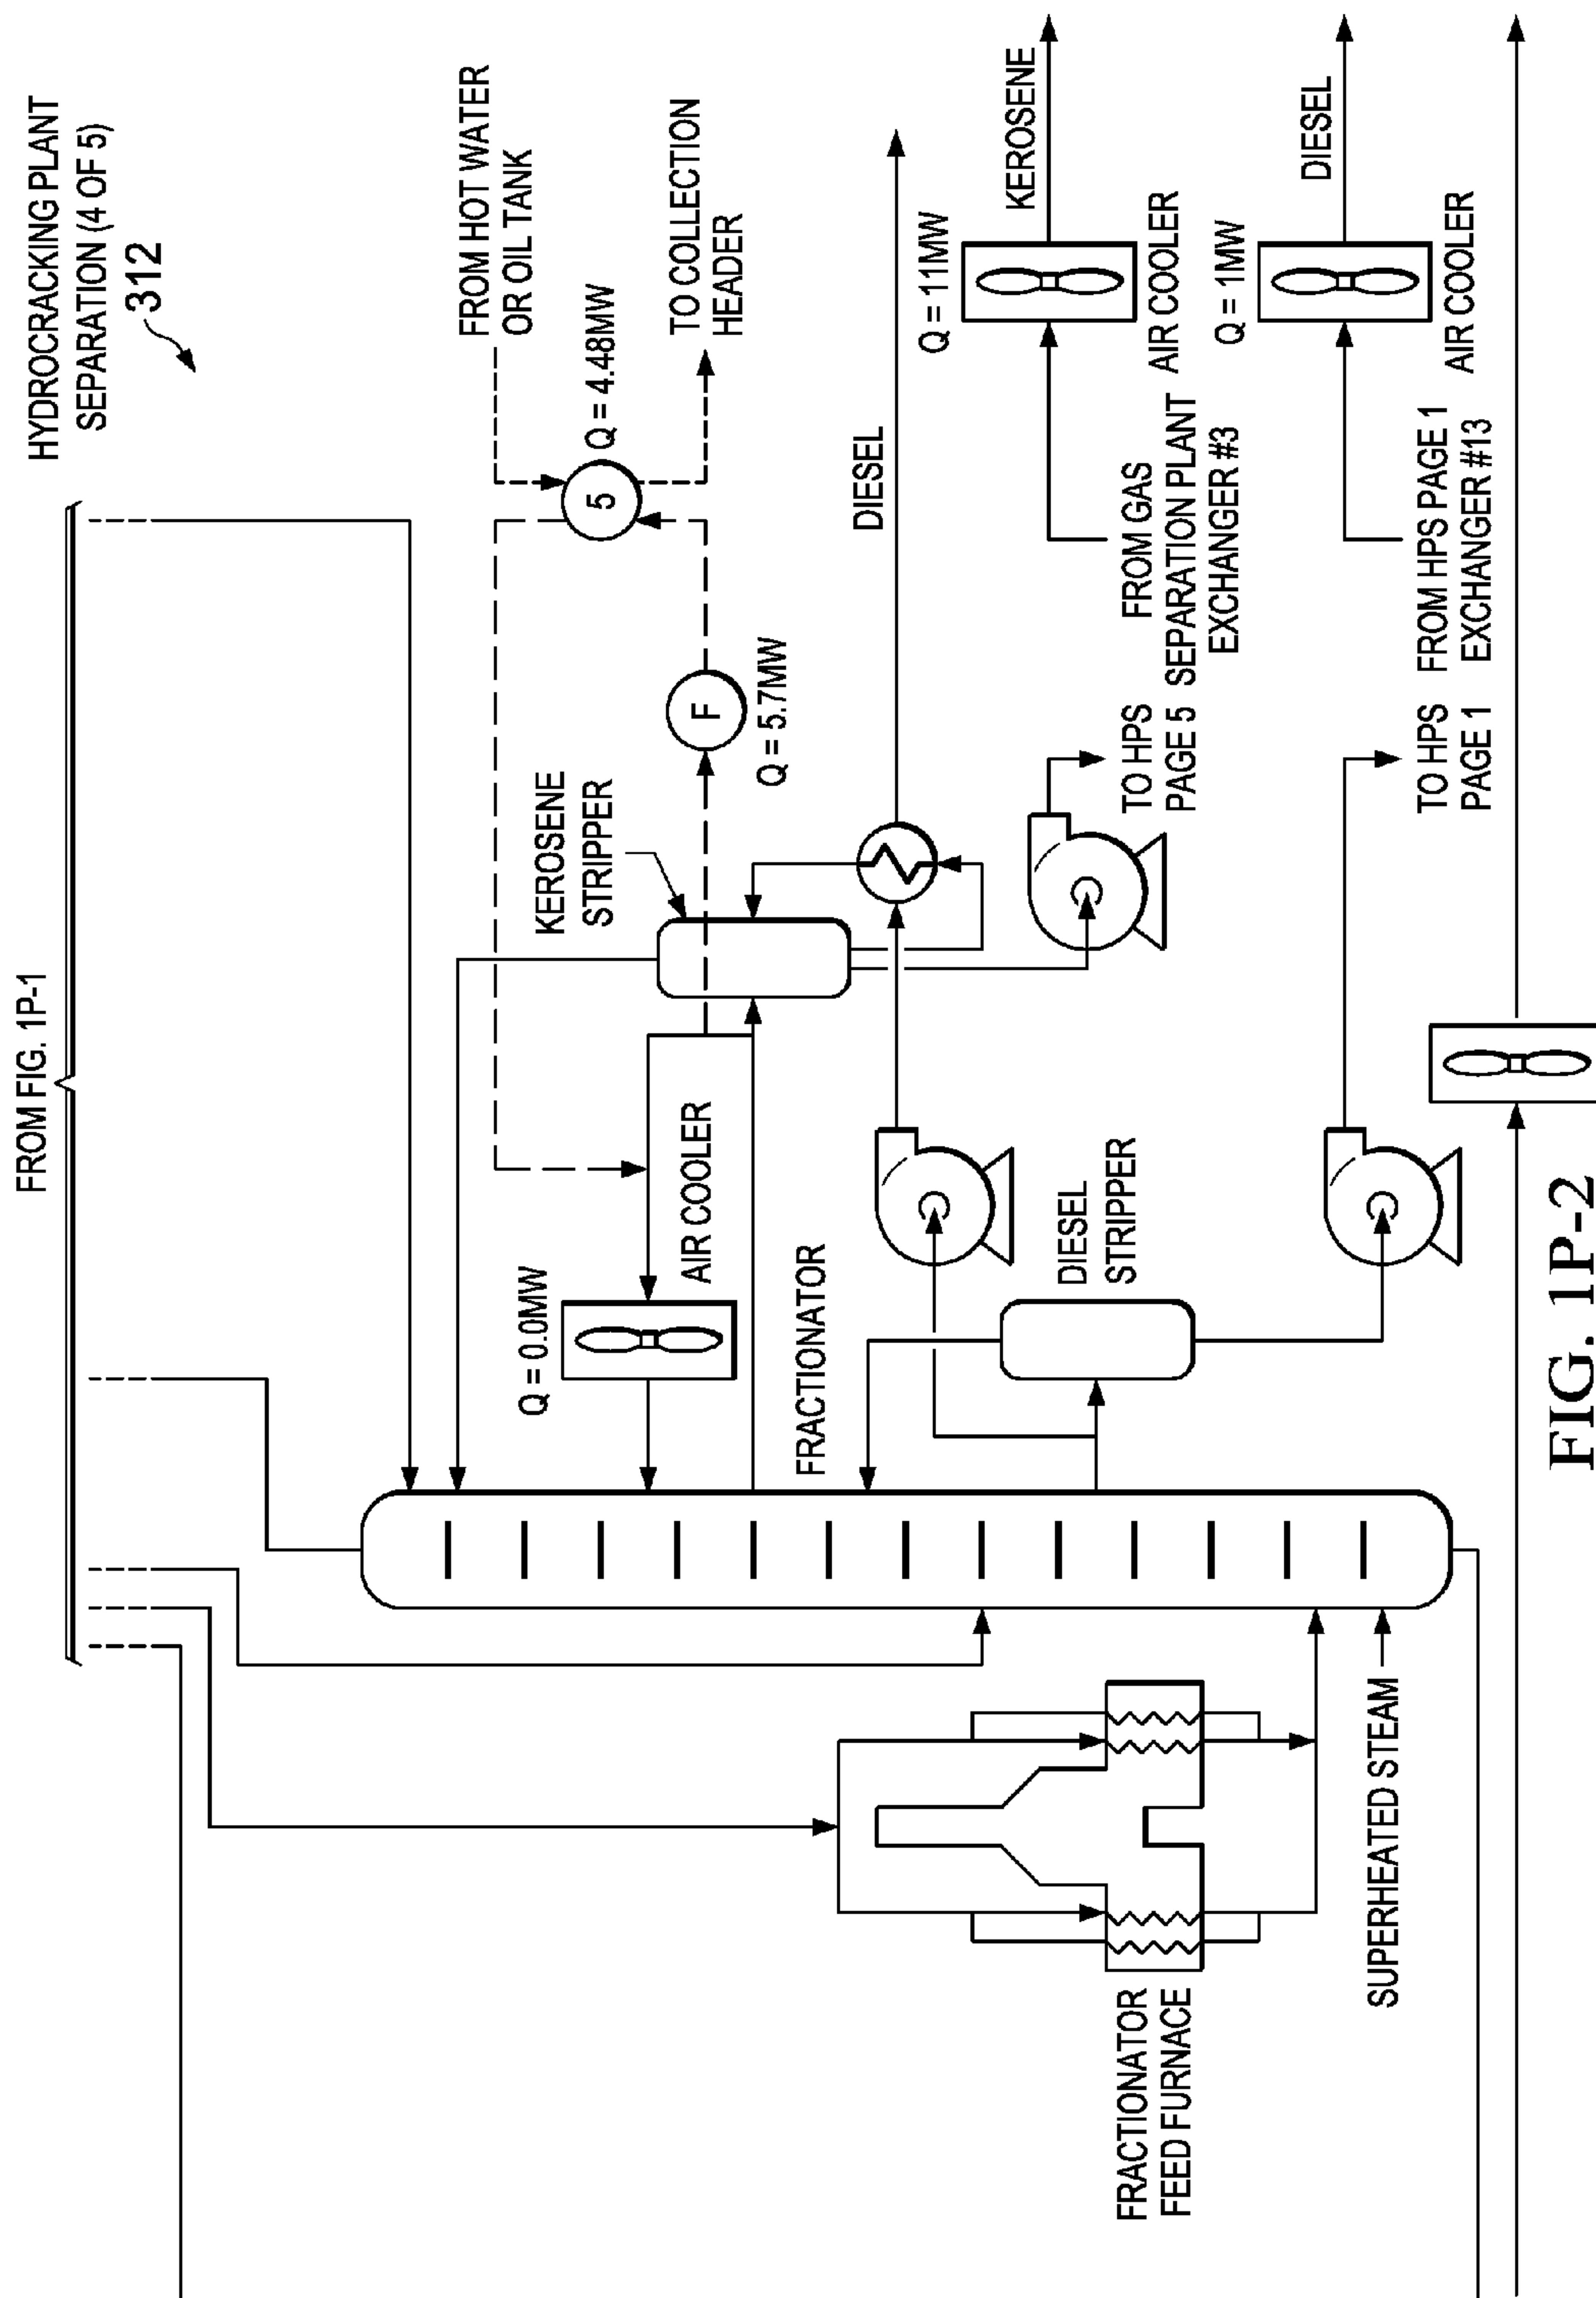 HYDROCRACKING PLANT
SEPARATION (4 OF 5)
312
FROM FIG. 1P-1
FROM HOT WATER
OR OIL TANK
5
Q = 4.48MW
TO COLLECTION
HEADER
F
Q = 5.7MW
KEROSENE
STRIPPER
Q = 0.0MW
AIR COOLER
FRACTIONATOR
DIESEL
Q = 11MW
KEROSENE
AIR COOLER
FROM GAS
SEPARATION PLANT
EXCHANGER #3
TO HPS
PAGE 5
DIESEL
STRIPPER
Q = 1MW
DIESEL
AIR COOLER
FROM HPS PAGE 1
EXCHANGER #13
TO HPS
PAGE 1
FRACTIONATOR
FEED FURNACE
SUPERHEATED STEAM
FIG. 1P-2